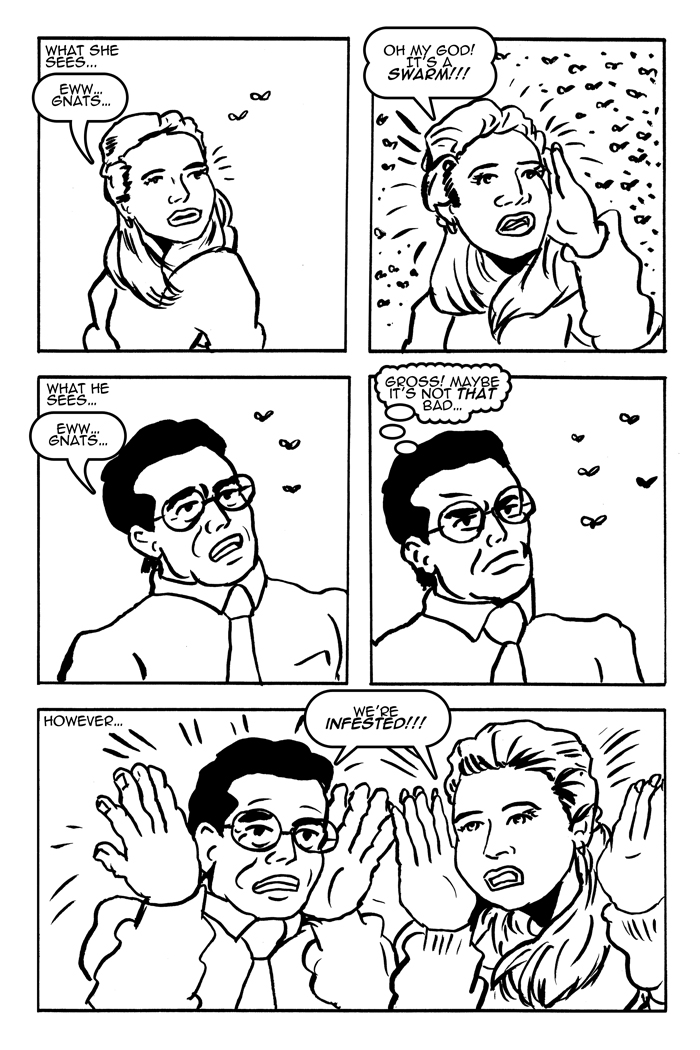 WHAT SHE
SEES...
EWW...
GNATS...
OH MY GOD!
IT'S A
SWARM!!!
WHAT HE
SEES...
EWW...
GNATS...
GROSS! MAYBE
IT'S NOT THAT
BAD...
HOWEVER...
WE'RE
INFESTED!!!